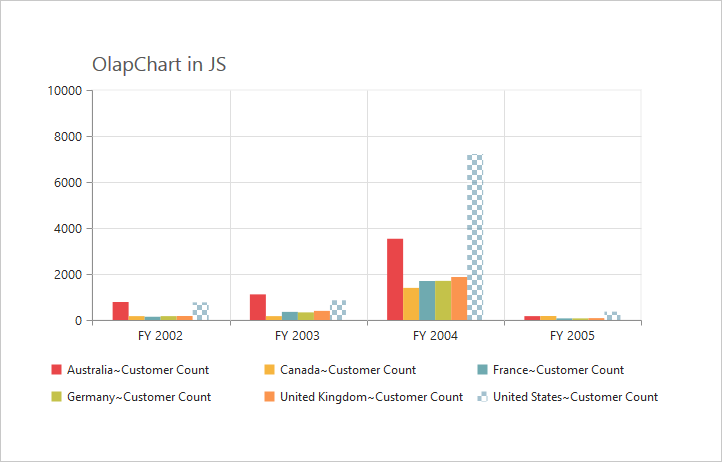 OlapChart in JS
10000
8000
6000
4000
2000
0
FY 2002 FY 2003 FY 2004 FY 2005
Australia~Customer Count Canada~Customer Count France~Customer Count
Germany~Customer Count United Kingdom~Customer Count United States~Customer Count